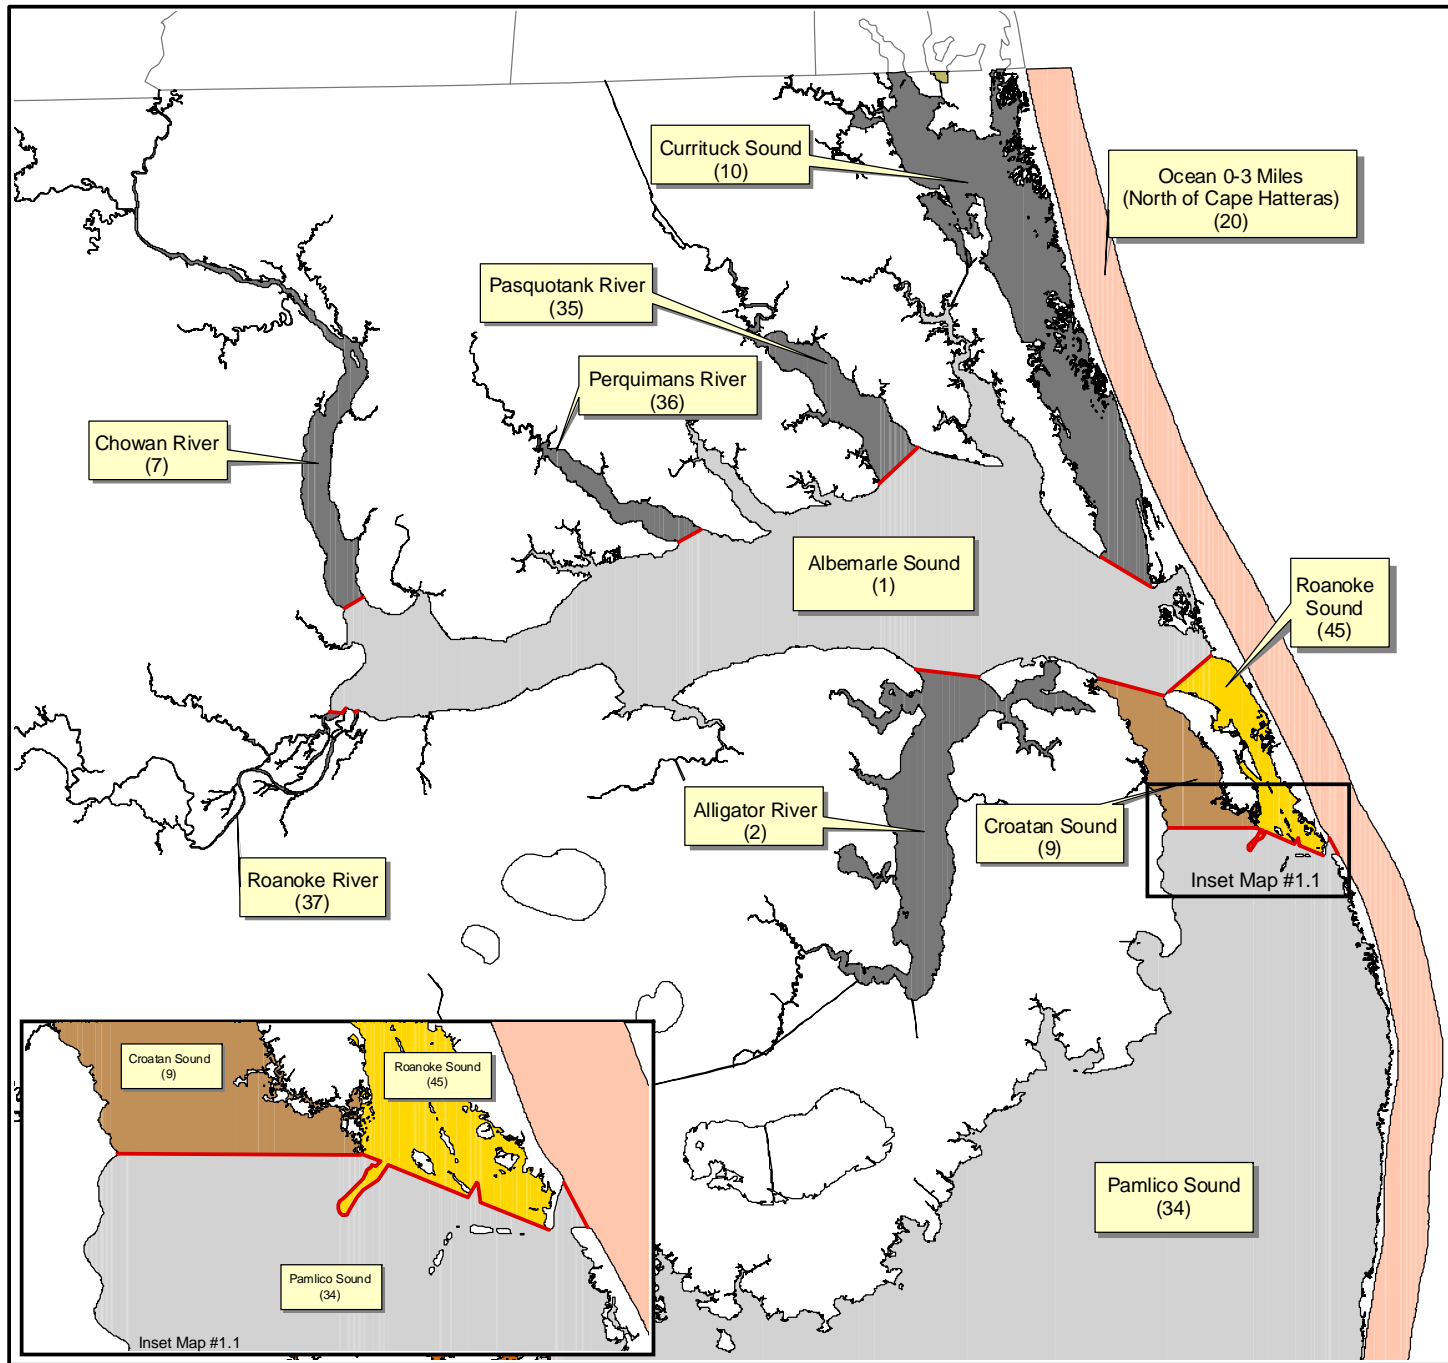 Currituck Sound
(10)
Ocean 0-3 Miles
(North of Cape Hatteras)
(20)
Pasquotank River
(35)
Perquimans River
(36)
Chowan River
(7)
Albemarle Sound
(1)
Roanoke
Sound
(45)
Alligator River
(2)
Croatan Sound
(9)
Roanoke River
(37)
Inset Map #1.1
Croatan Sound
(9)
Roanoke Sound
(45)
Pamlico Sound
(34)
Pamlico Sound
(34)
Inset Map #1.1